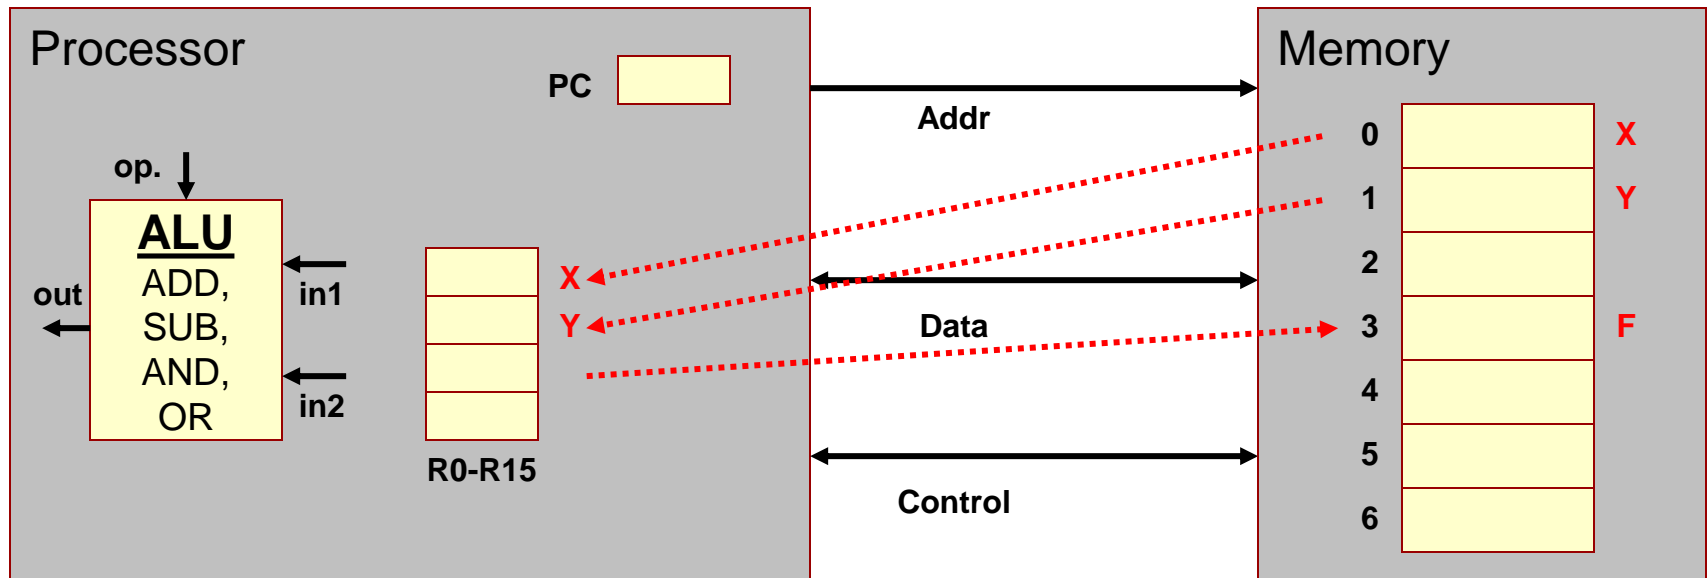 Processor
PC
op.
ALU
ADD,
SUB,
AND,
OR
out
in1
in2
X
Y
R0-R15
Addr
Data
Control
Memory
0 X
1 Y
2
3 F
4
5
6